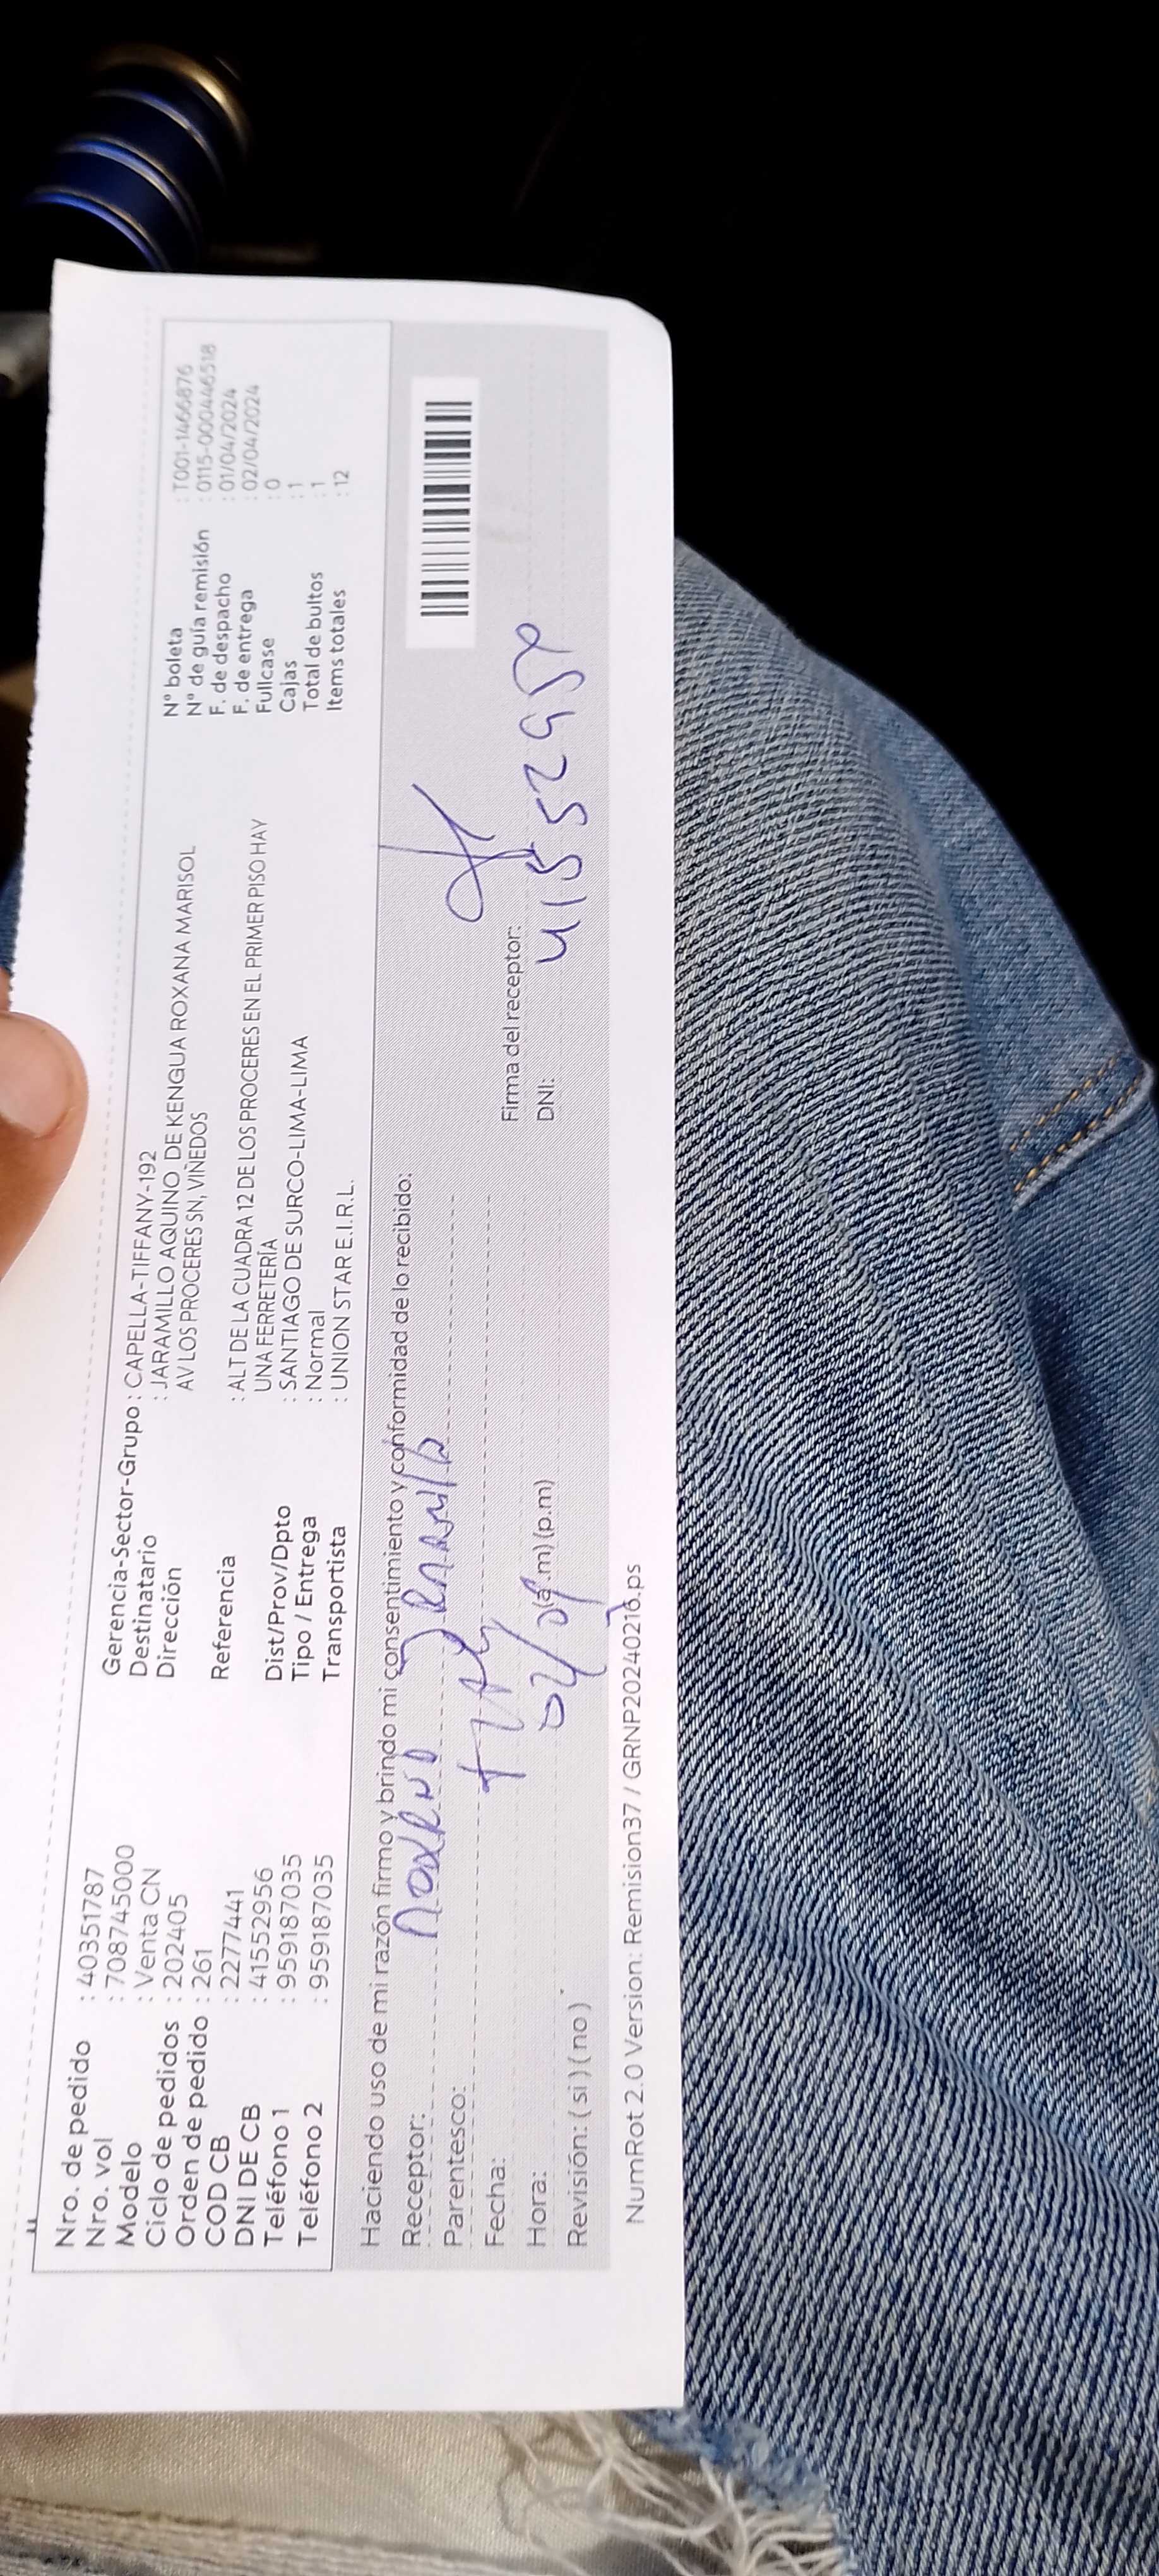 Nro. de pedido : 40351787
Nro. vol : 708745000
Modelo : Venta CN
Ciclo de pedidos : 202405
Orden de pedido : 261
COD CB : 2277441
DNI DE CB : 41552956
Teléfono 1 : 959187035
Teléfono 2 : 959187035
Gerencia-Sector-Grupo : CAPELLA-TIFFANY-192
Destinatario : JARAMILLO AQUINO DE KENGUA ROXANA MARISOL
Dirección AV LOS PROCERES SN, VIÑEDOS
Referencia : ALT DE LA CUADRA 12 DE LOS PROCERES EN EL PRIMER PISO HAY
UNA FERRETERÍA
Dist/Prov/Dpto : SANTIAGO DE SURCO-LIMA-LIMA
Tipo / Entrega : Normal
Transportista : UNION STAR E.I.R.L.
N° boleta : T001-1466876
N° de guía remisión : 0115-000446518
F. de despacho : 01/04/2024
F. de entrega : 02/04/2024
Fullcase : 0
Cajas : 1
Total de bultos : 1
Items totales : 12
Haciendo uso de mi razón firmo y brindo mi consentimiento y conformidad de lo recibido:
Receptor:
Parentesco:
Fecha:
Hora: (a.m) (p.m)
Revisión: ( si ) ( no )
Firma del receptor:
DNI:
NumRot 2.0 Version: Remision37 / GRNP20240216.ps